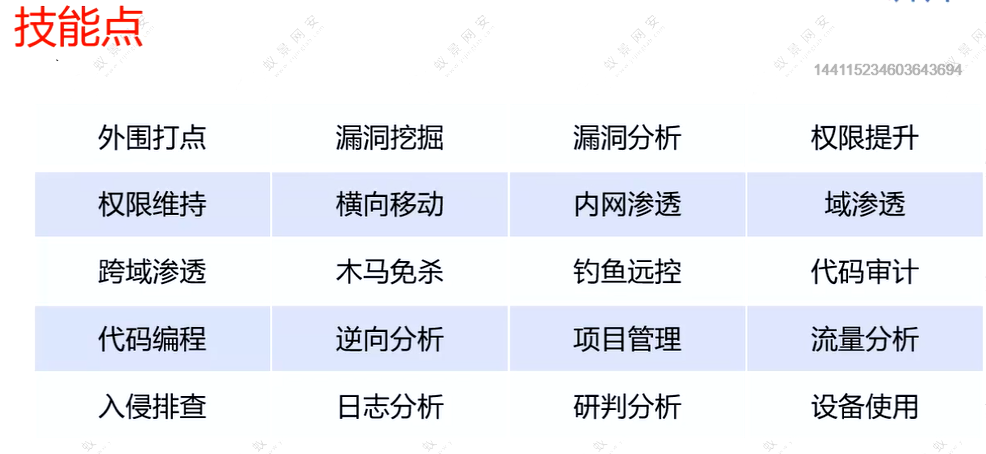 技能点
144115234603643694
外围打点 漏洞挖掘 漏洞分析 权限提升
权限维持 横向移动 内网渗透 域渗透
跨域渗透 木马免杀 钓鱼远控 代码审计
代码编程 逆向分析 项目管理 流量分析
入侵排查 日志分析 研判分析 设备使用
蚁景网安